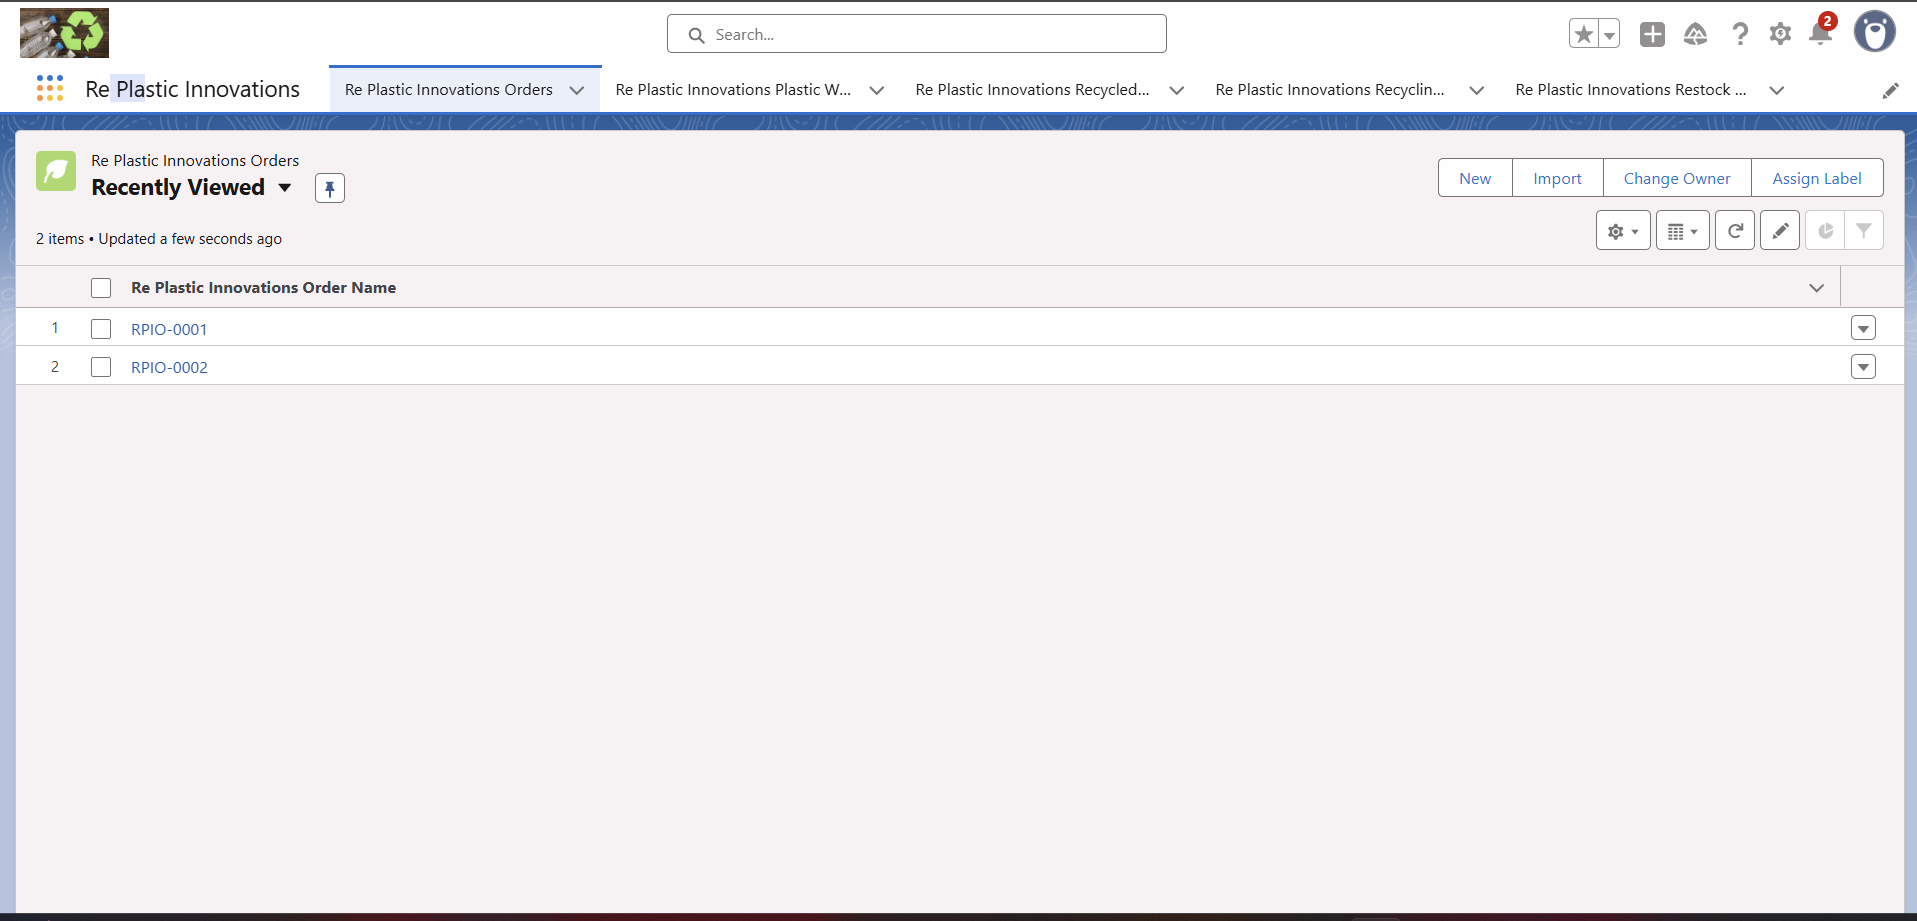 Search...
2
Re Plastic Innovations
Re Plastic Innovations Orders
Re Plastic Innovations Plastic W...
Re Plastic Innovations Recycled...
Re Plastic Innovations Recyclin...
Re Plastic Innovations Restock ...
Re Plastic Innovations Orders
Recently Viewed
New
Import
Change Owner
Assign Label
2 items • Updated a few seconds ago
Re Plastic Innovations Order Name
1 RPIO-0001
2 RPIO-0002